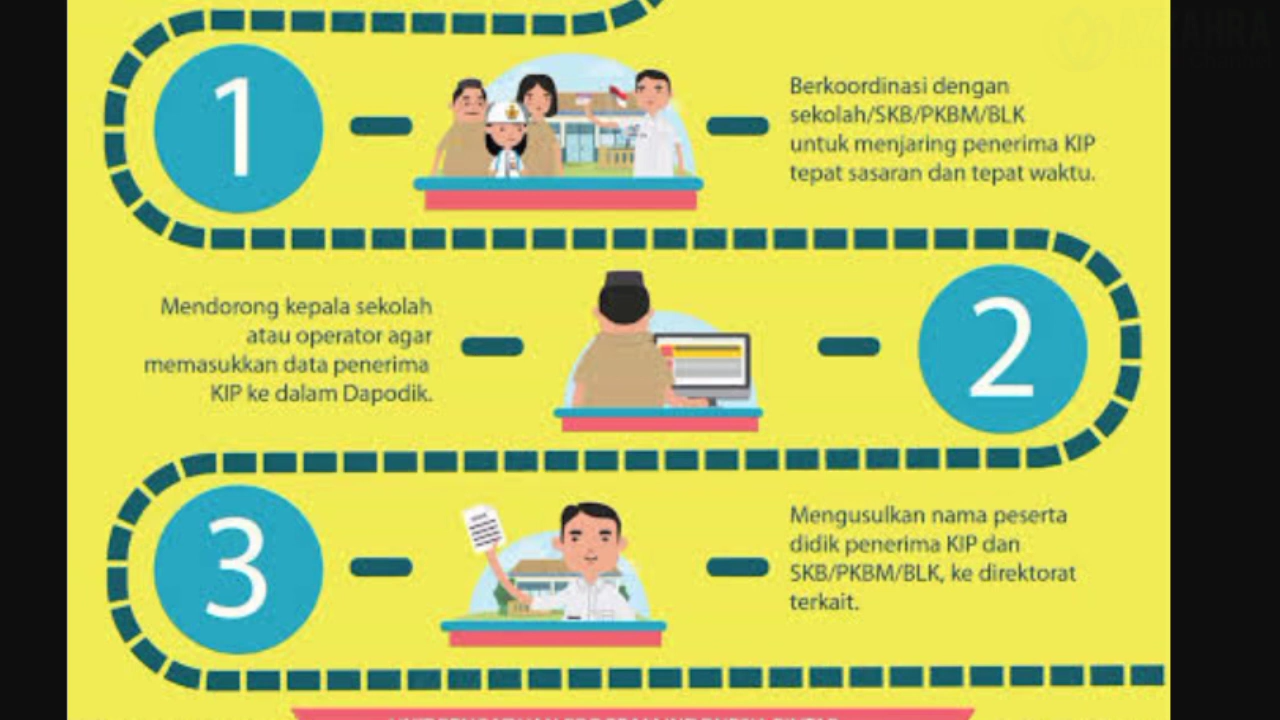 1
Berkoordinasi dengan
sekolah/SKB/PKBM/BLK
untuk menjaring penerima KIP
tepat sasaran dan tepat waktu.
Mendorong kepala sekolah
atau operator agar
memasukkan data penerima
KIP ke dalam Dapodik.
2
3
Mengusulkan nama peserta
didik penerima KIP dan
SKB/PKBM/BLK, ke direktorat
terkait.